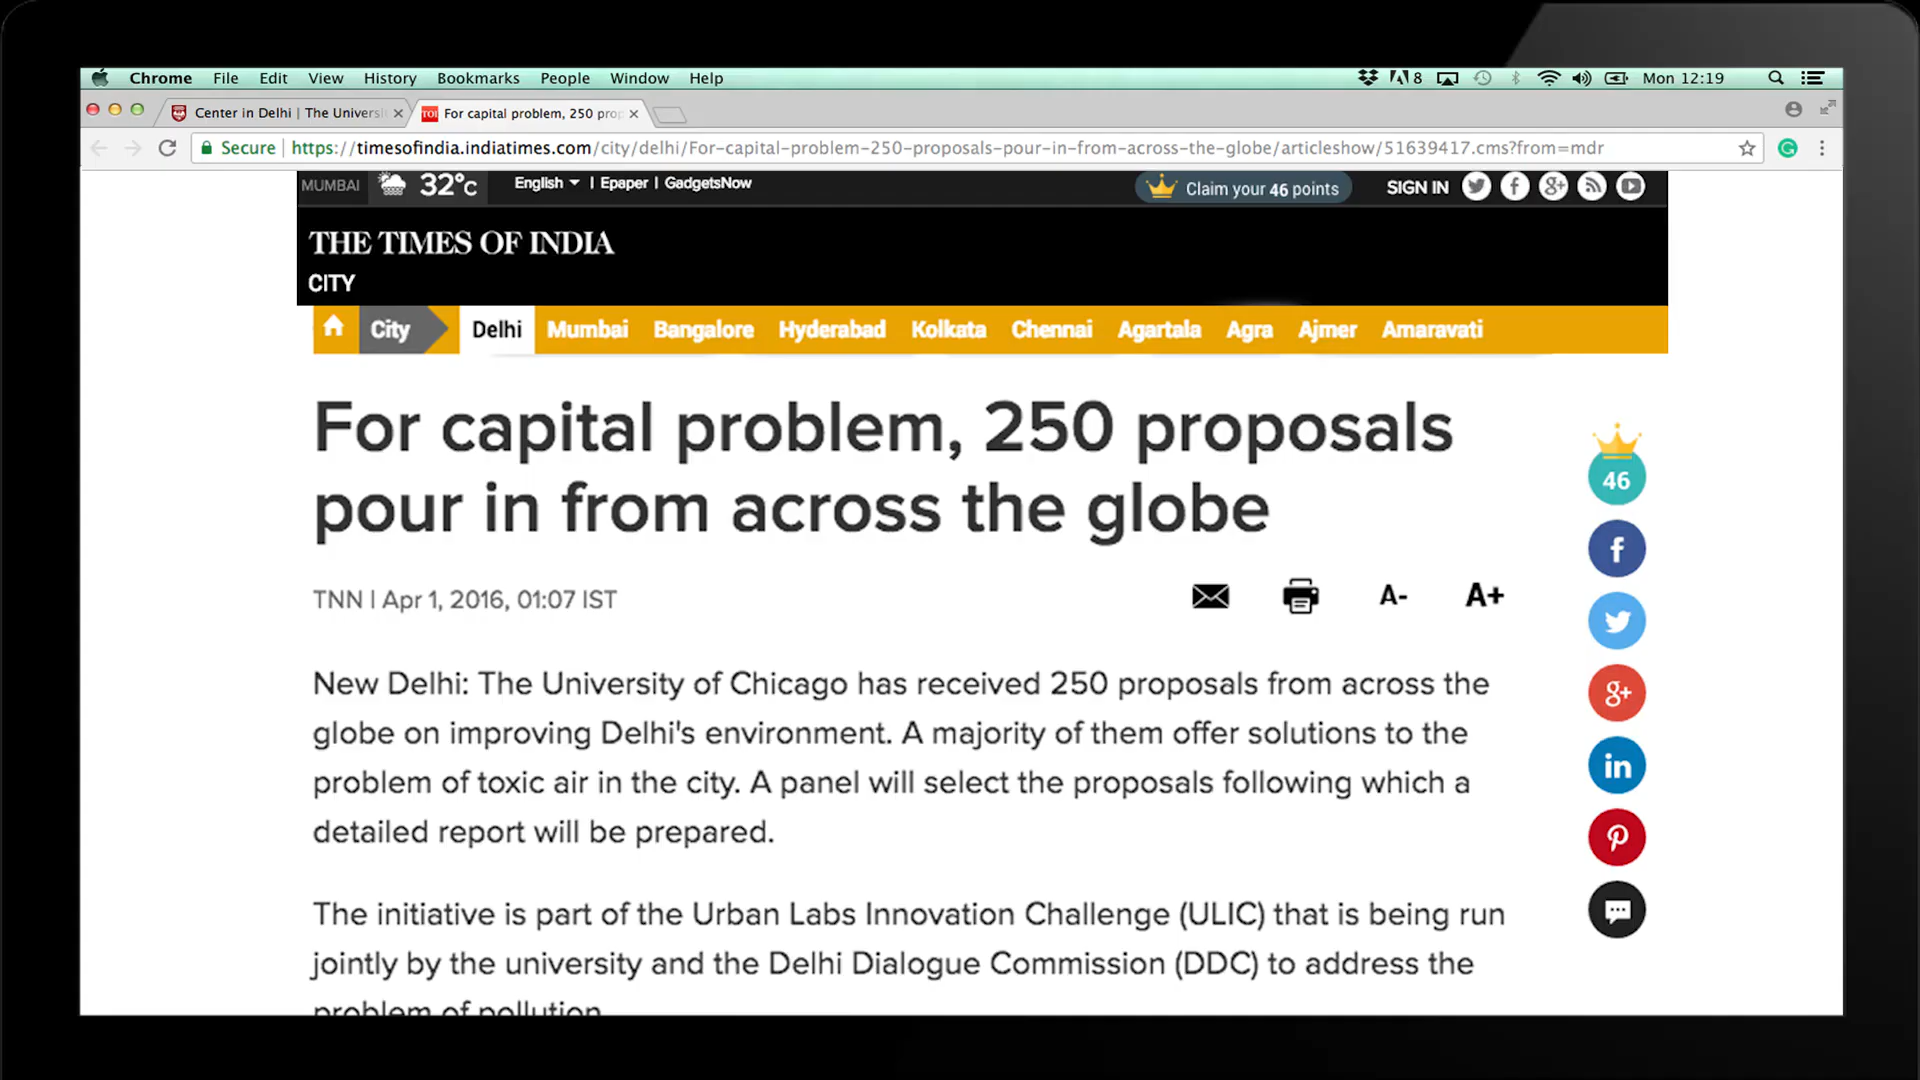 Chrome File Edit View History Bookmarks People Window Help 8 Mon 12:19
Center in Delhi | The Universi For capital problem, 250 prop
Secure https://timesofindia.indiatimes.com/city/delhi/For-capital-problem-250-proposals-pour-in-from-across-the-globe/articleshow/51639417.cms?from=mdr
MUMBAI 32°C English | Epaper | GadgetsNow Claim your 46 points SIGN IN
THE TIMES OF INDIA
CITY
City Delhi Mumbai Bangalore Hyderabad Kolkata Chennai Agartala Agra Ajmer Amaravati
For capital problem, 250 proposals
pour in from across the globe
46
TNN | Apr 1, 2016, 01:07 IST A- A+
New Delhi: The University of Chicago has received 250 proposals from across the
globe on improving Delhi's environment. A majority of them offer solutions to the
problem of toxic air in the city. A panel will select the proposals following which a
detailed report will be prepared.
The initiative is part of the Urban Labs Innovation Challenge (ULIC) that is being run
jointly by the university and the Delhi Dialogue Commission (DDC) to address the
problem of pollution.